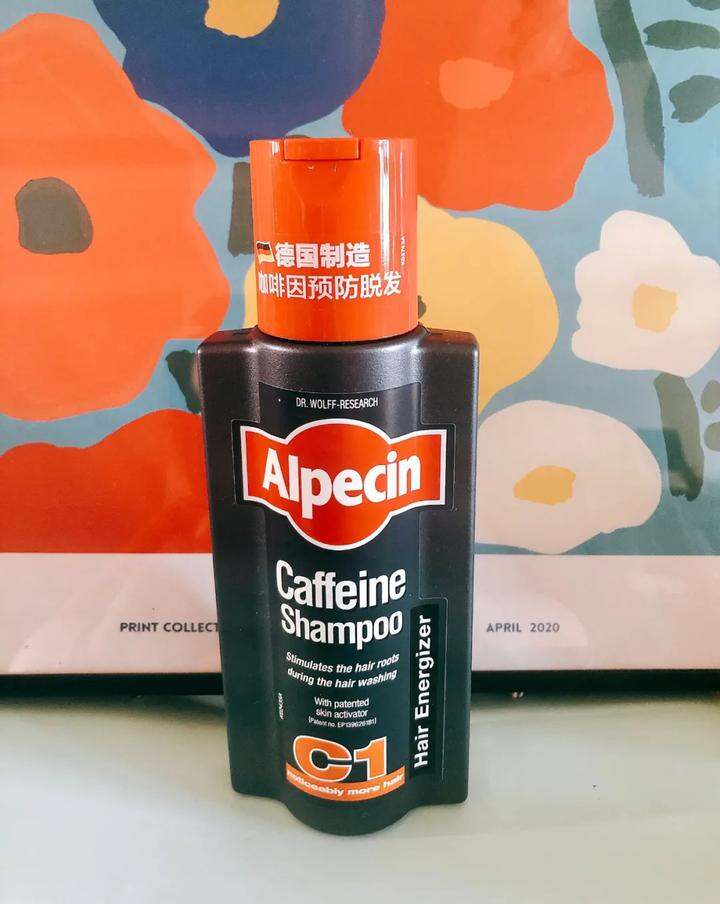 德国制造
咖啡因预防脱发
DR. WOLFF-RESEARCH
Alpecin
Caffeine
Shampoo
Stimulates the hair roots
during the hair washing
With patented
skin activator
(Patent no. EP1396261B1)
C1
noticeably more hair
Hair Energizer
PRINT COLLECT
APRIL 2020